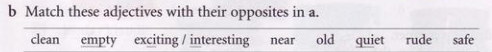 b Match these adjectives with their opposites in a.
clean empty exciting / interesting near old quiet rude safe